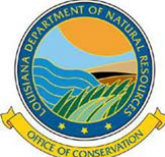 LOUISIANA DEPARTMENT OF NATURAL RESOURCES
OFFICE OF CONSERVATION